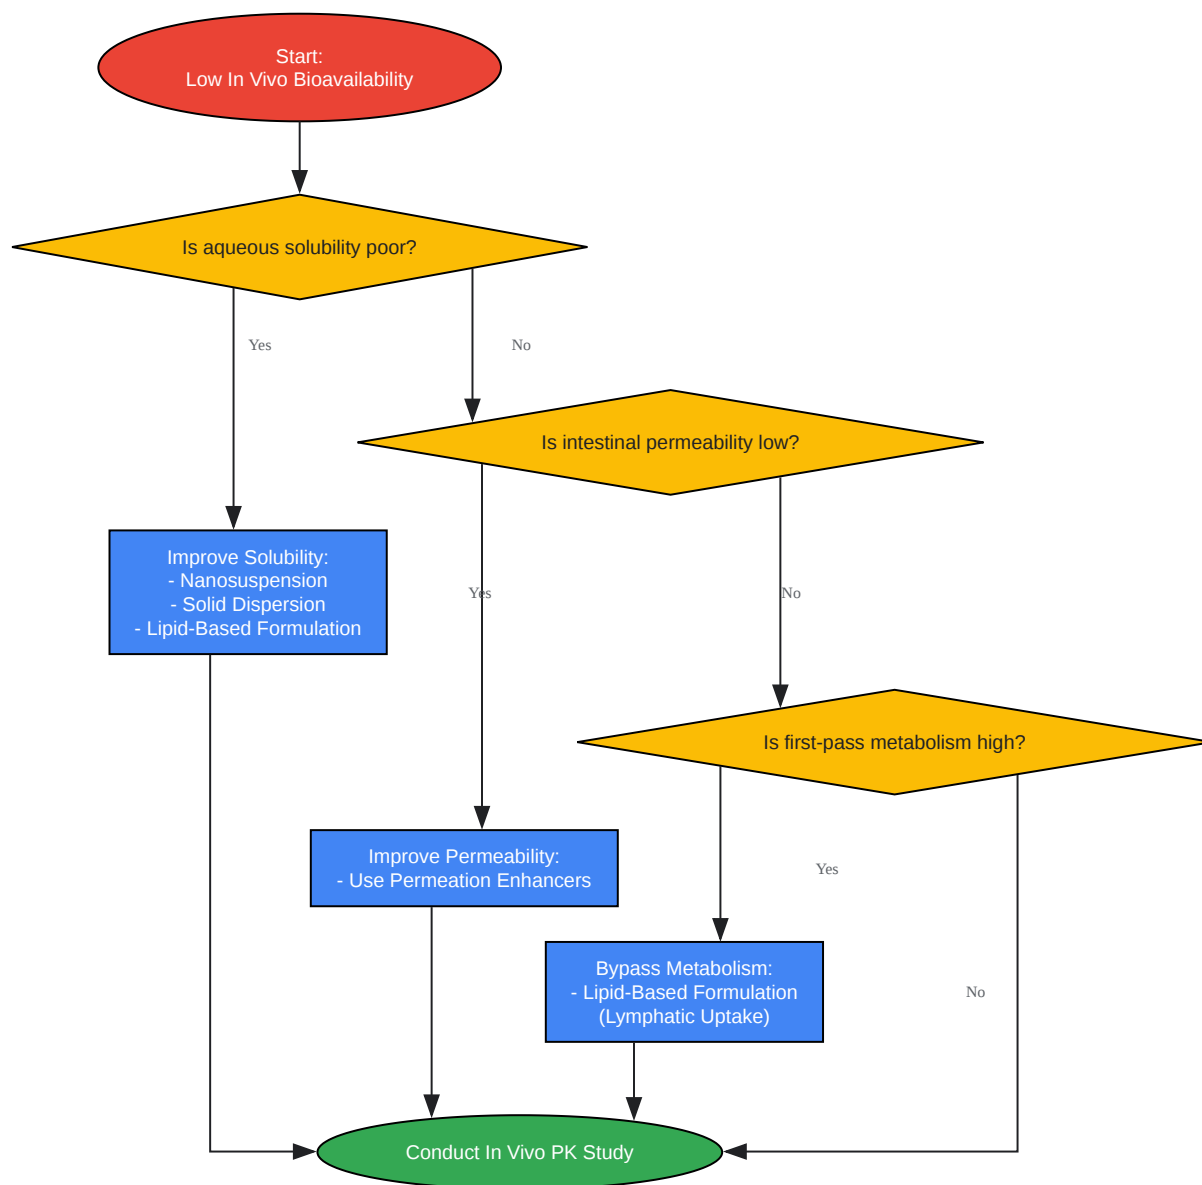 Start:
Low In Vivo Bioavailability
Is aqueous solubility poor?
Yes
No
Is intestinal permeability low?
Improve Solubility:
- Nanosuspension
- Solid Dispersion
- Lipid-Based Formulation
Yes
No
Is first-pass metabolism high?
Improve Permeability:
- Use Permeation Enhancers
Yes
Bypass Metabolism:
- Lipid-Based Formulation
(Lymphatic Uptake)
No
Conduct In Vivo PK Study